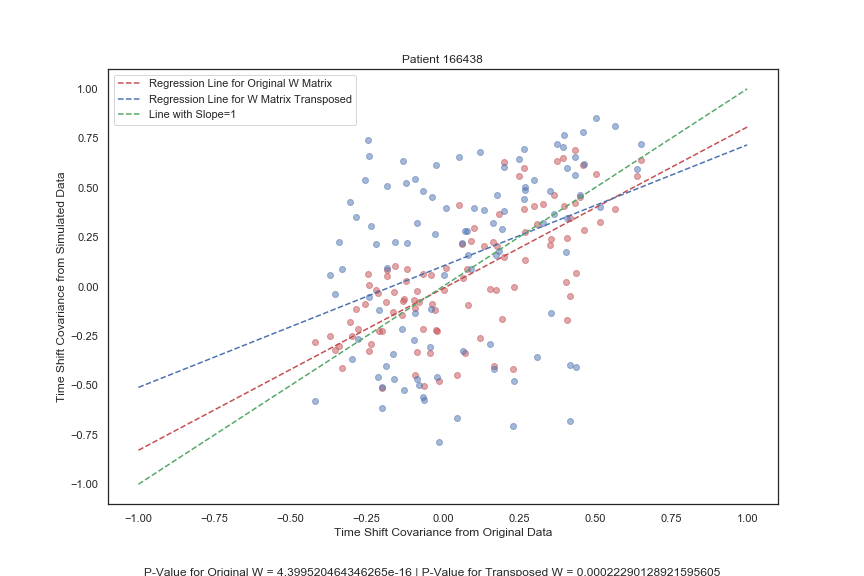 Patient 166438
Regression Line for Original W Matrix
Regression Line for W Matrix Transposed
Line with Slope=1
Time Shift Covariance from Simulated Data
1.00
0.75
0.50
0.25
0.00
−0.25
−0.50
−0.75
−1.00
−1.00 −0.75 −0.50 −0.25 0.00 0.25 0.50 0.75 1.00
Time Shift Covariance from Original Data
P-Value for Original W = 4.399520464346265e-16 | P-Value for Transposed W = 0.00022290128921595605